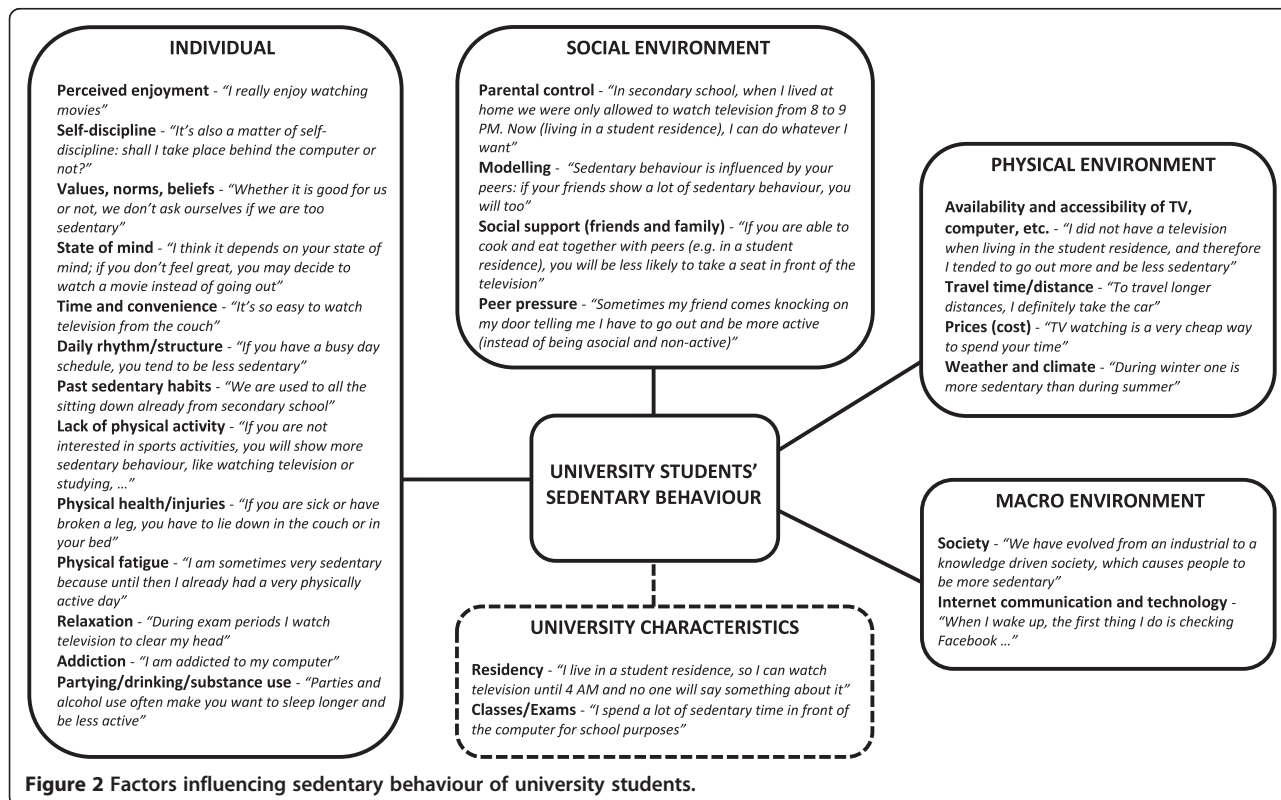 INDIVIDUAL
Perceived enjoyment - “I really enjoy watching
movies”
Self-discipline - “It’s also a matter of self-
discipline: shall I take place behind the computer or
not?”
Values, norms, beliefs - “Whether it is good for us
or not, we don’t ask ourselves if we are too
sedentary”
State of mind - “I think it depends on your state of
mind; if you don’t feel great, you may decide to
watch a movie instead of going out”
Time and convenience - “It’s so easy to watch
television from the couch”
Daily rhythm/structure - “If you have a busy day
schedule, you tend to be less sedentary”
Past sedentary habits - “We are used to all the
sitting down already from secondary school”
Lack of physical activity - “If you are not
interested in sports activities, you will show more
sedentary behaviour, like watching television or
studying, …”
Physical health/injuries - “If you are sick or have
broken a leg, you have to lie down in the couch or in
your bed”
Physical fatigue - “I am sometimes very sedentary
because until then I already had a very physically
active day”
Relaxation - “During exam periods I watch
television to clear my head”
Addiction - “I am addicted to my computer”
Partying/drinking/substance use - “Parties and
alcohol use often make you want to sleep longer and
be less active”
SOCIAL ENVIRONMENT
Parental control - “In secondary school, when I lived at
home we were only allowed to watch television from 8 to 9
PM. Now (living in a student residence), I can do whatever I
want”
Modelling - “Sedentary behaviour is influenced by your
peers: if your friends show a lot of sedentary behaviour, you
will too”
Social support (friends and family) - “If you are able to
cook and eat together with peers (e.g. in a student
residence), you will be less likely to take a seat in front of the
television”
Peer pressure - “Sometimes my friend comes knocking on
my door telling me I have to go out and be more active
(instead of being asocial and non-active)”
PHYSICAL ENVIRONMENT
Availability and accessibility of TV,
computer, etc. - “I did not have a television
when living in the student residence, and therefore
I tended to go out more and be less sedentary”
Travel time/distance - “To travel longer
distances, I definitely take the car”
Prices (cost) - “TV watching is a very cheap way
to spend your time”
Weather and climate - “During winter one is
more sedentary than during summer”
UNIVERSITY STUDENTS’
SEDENTARY BEHAVIOUR
MACRO ENVIRONMENT
Society - “We have evolved from an industrial to a
knowledge driven society, which causes people to
be more sedentary”
Internet communication and technology -
“When I wake up, the first thing I do is checking
Facebook …”
UNIVERSITY CHARACTERISTICS
Residency - “I live in a student residence, so I can watch
television until 4 AM and no one will say something about it”
Classes/Exams - “I spend a lot of sedentary time in front of
the computer for school purposes”
Figure 2 Factors influencing sedentary behaviour of university students.